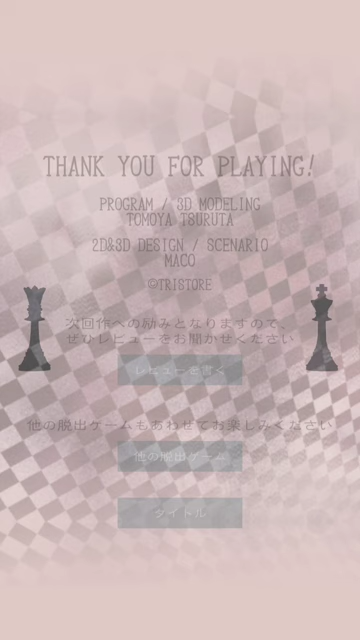 THANK YOU FOR PLAYING!
PROGRAM / 3D MODELING
TOMOYA TSURUTA
2D&3D DESIGN / SCENARIO
MACO
©TRISTORE
次回作への励みとなりますので、
ぜひレビューをお聞かせください
レビューを書く
他の脱出ゲームもあわせてお楽しみください
他の脱出ゲーム
タイトル